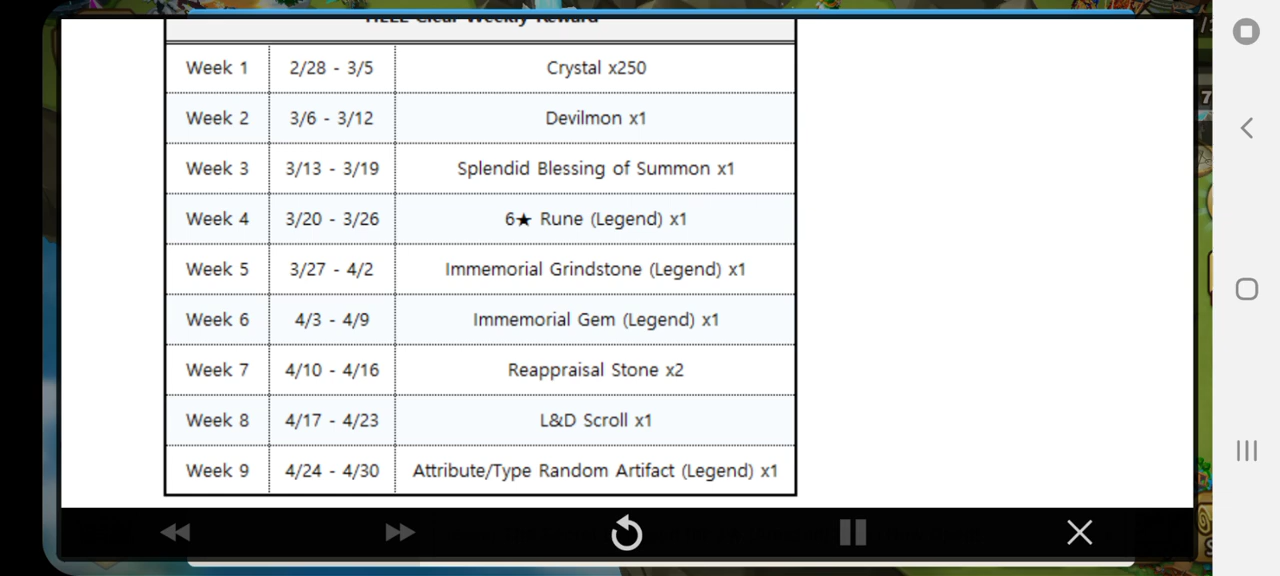 HELL Clear Weekly Reward
Week 1 2/28 - 3/5 Crystal x250
Week 2 3/6 - 3/12 Devilmon x1
Week 3 3/13 - 3/19 Splendid Blessing of Summon x1
Week 4 3/20 - 3/26 6★ Rune (Legend) x1
Week 5 3/27 - 4/2 Immemorial Grindstone (Legend) x1
Week 6 4/3 - 4/9 Immemorial Gem (Legend) x1
Week 7 4/10 - 4/16 Reappraisal Stone x2
Week 8 4/17 - 4/23 L&D Scroll x1
Week 9 4/24 - 4/30 Attribute/Type Random Artifact (Legend) x1